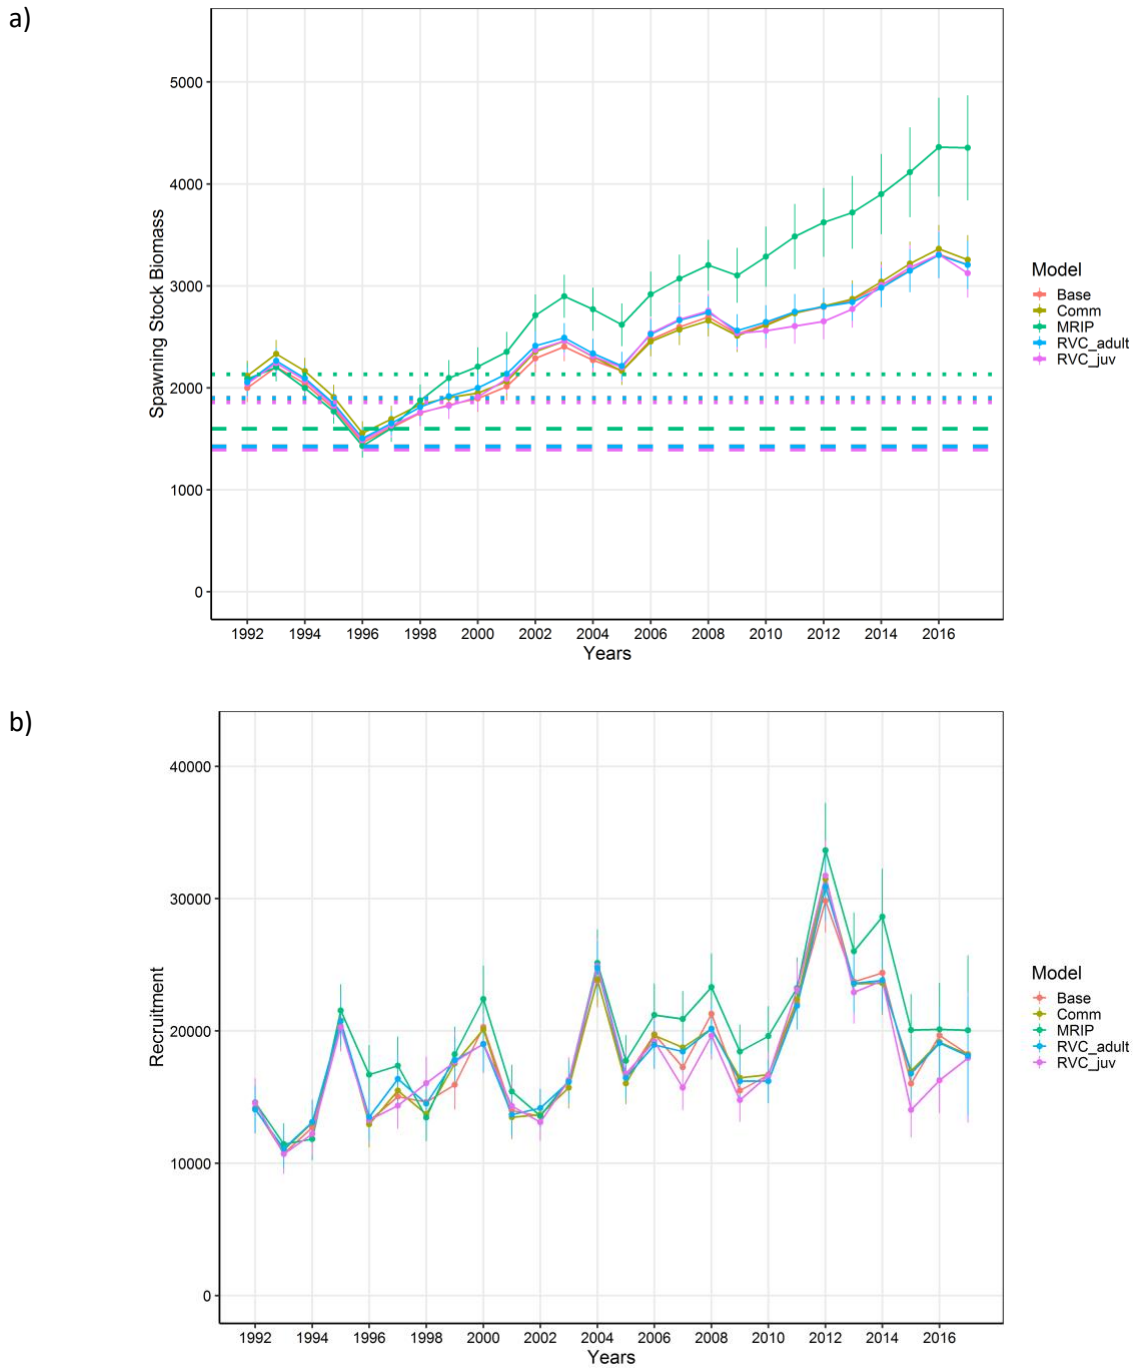 a)
Spawning Stock Biomass
5000
4000
3000
2000
1000
0
1992 1994 1996 1998 2000 2002 2004 2006 2008 2010 2012 2014 2016
Years
Model
Base
Comm
MRIP
RVC_adult
RVC_juv
b)
Recruitment
40000
30000
20000
10000
0
1992 1994 1996 1998 2000 2002 2004 2006 2008 2010 2012 2014 2016
Years
Model
Base
Comm
MRIP
RVC_adult
RVC_juv